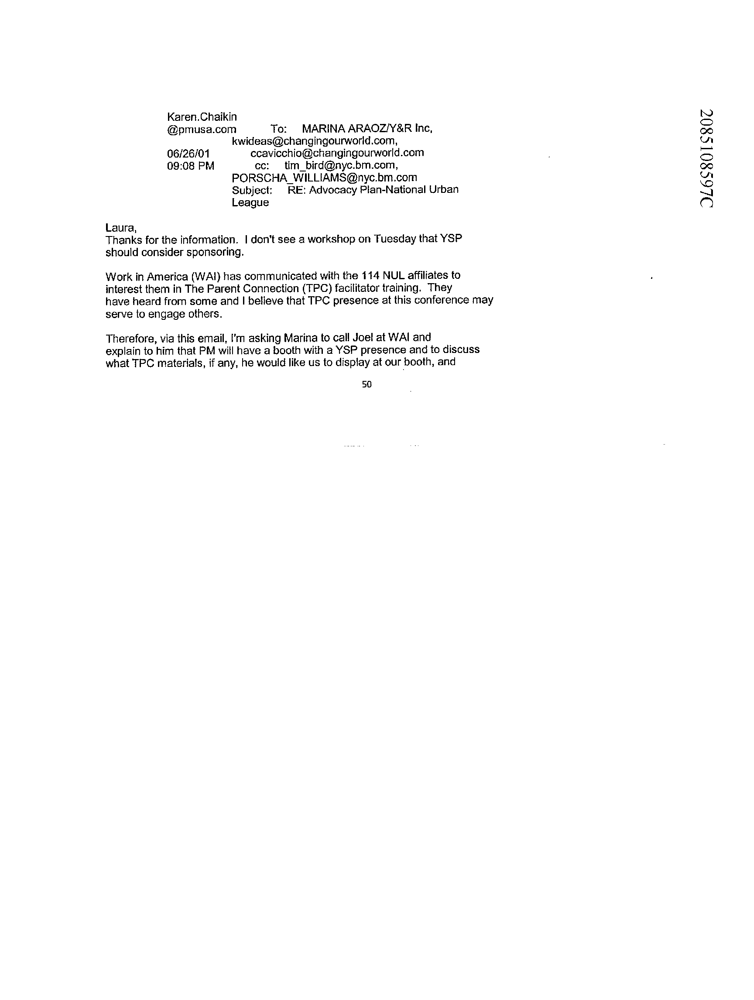 Karen.Chaikin
@pmusa.com To: MARINA ARAOZ/Y&R Inc,
kwideas@changingourworld.com,
06/26/01 ccavicchio@changingourworld.com
09:08 PM cc: tim_bird@nyc.bm.com,
PORSCHA_WILLIAMS@nyc.bm.com
Subject: RE: Advocacy Plan-National Urban
League
Laura,
Thanks for the information. I don't see a workshop on Tuesday that YSP
should consider sponsoring.
Work in America (WAI) has communicated with the 114 NUL affiliates to
interest them in The Parent Connection (TPC) facilitator training. They
have heard from some and I believe that TPC presence at this conference may
serve to engage others.
Therefore, via this email, I'm asking Marina to call Joel at WAI and
explain to him that PM will have a booth with a YSP presence and to discuss
what TPC materials, if any, he would like us to display at our booth, and
50
2085108597C